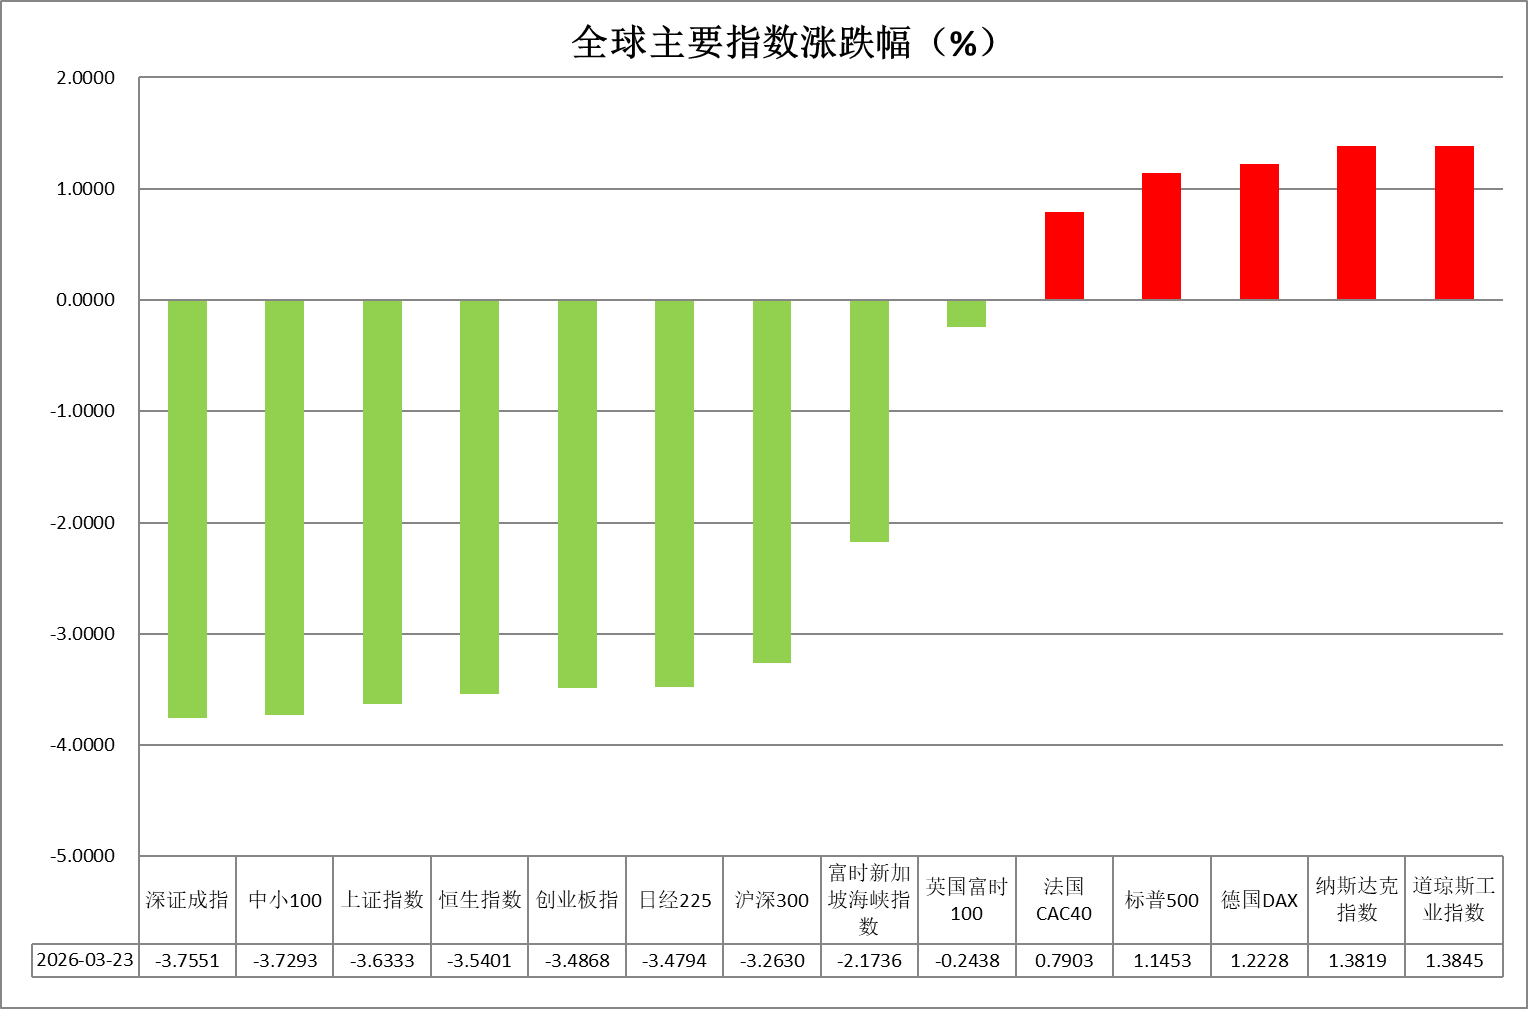 全球主要指数涨跌幅（%）
2.0000
1.0000
0.0000
-1.0000
-2.0000
-3.0000
-4.0000
-5.0000
深证成指
中小100
上证指数
恒生指数
创业板指
日经225
沪深300
富时新加
坡海峡指
数
英国富时
100
法国
CAC40
标普500
德国DAX
纳斯达克
指数
道琼斯工
业指数
2026-03-23 -3.7551 -3.7293 -3.6333 -3.5401 -3.4868 -3.4794 -3.2630 -2.1736 -0.2438 0.7903 1.1453 1.2228 1.3819 1.3845